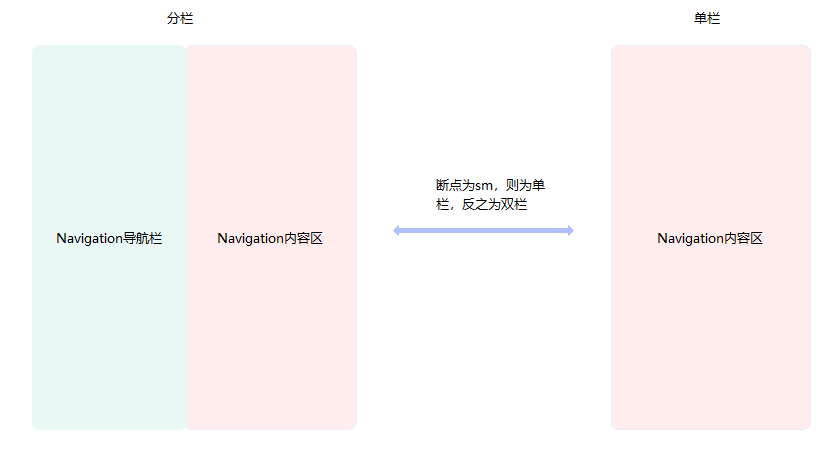 分栏
单栏
断点为sm，则为单
栏，反之为双栏
Navigation导航栏
Navigation内容区
Navigation内容区